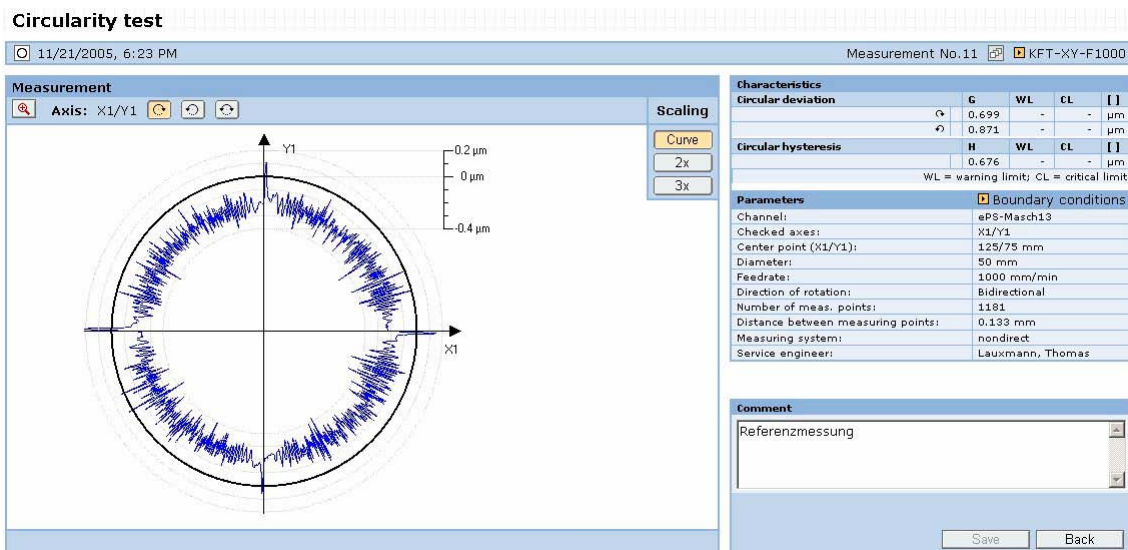 Circularity test
11/21/2005, 6:23 PM
Measurement No.11 KFT-XY-F1000
Measurement
Axis: X1/Y1
Scaling
Curve
2x
3x
Y1
0.2 µm
0 µm
-0.4 µm
X1
Characteristics
Circular deviation G WL CL [ ]
0.699 - - µm
0.871 - - µm
Circular hysteresis H WL CL [ ]
0.676 - - µm
WL = warning limit; CL = critical limit
Parameters Boundary conditions
Channel: ePS-Masch13
Checked axes: X1/Y1
Center point (X1/Y1): 125/75 mm
Diameter: 50 mm
Feedrate: 1000 mm/min
Direction of rotation: Bidirectional
Number of meas. points: 1181
Distance between measuring points: 0.133 mm
Measuring system: nondirect
Service engineer: Lauxmann, Thomas
Comment
Referenzmessung
Save Back